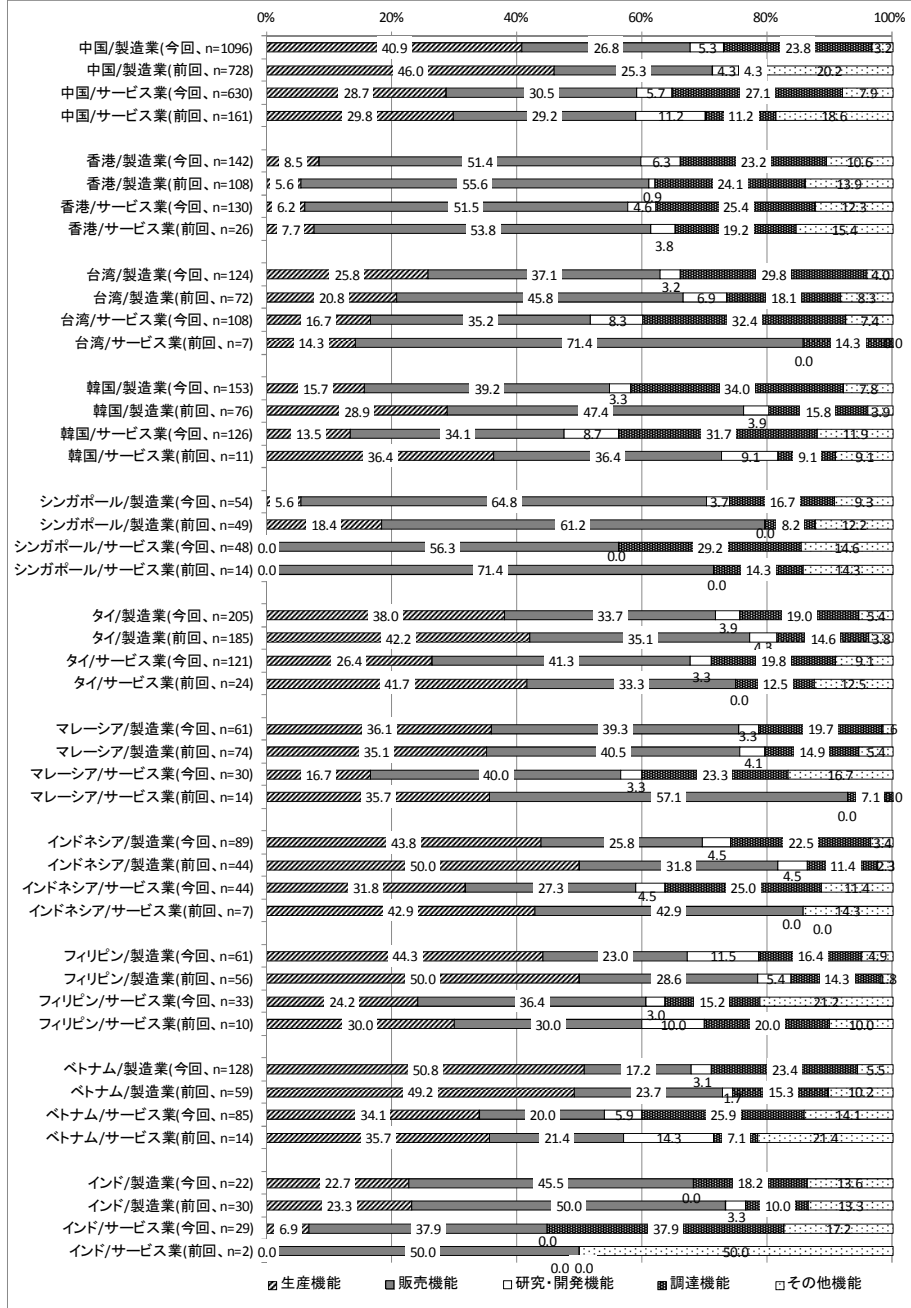 0% 20% 40% 60% 80% 100%
中国/製造業(今回、n=1096) 40.9 26.8 5.3 23.8 3.2
中国/製造業(前回、n=728) 46.0 25.3 4.3 4.3 20.2
中国/サービス業(今回、n=630) 28.7 30.5 5.7 27.1 7.9
中国/サービス業(前回、n=161) 29.8 29.2 11.2 11.2 18.6
香港/製造業(今回、n=142) 8.5 51.4 6.3 23.2 10.6
香港/製造業(前回、n=108) 5.6 55.6 0.9 24.1 13.9
香港/サービス業(今回、n=130) 6.2 51.5 4.6 25.4 12.3
香港/サービス業(前回、n=26) 7.7 53.8 3.8 19.2 15.4
台湾/製造業(今回、n=124) 25.8 37.1 3.2 29.8 4.0
台湾/製造業(前回、n=72) 20.8 45.8 6.9 18.1 8.3
台湾/サービス業(今回、n=108) 16.7 35.2 8.3 32.4 7.4
台湾/サービス業(前回、n=7) 14.3 71.4 0.0 14.3 0.0
韓国/製造業(今回、n=153) 15.7 39.2 3.3 34.0 7.8
韓国/製造業(前回、n=76) 28.9 47.4 3.9 15.8 3.9
韓国/サービス業(今回、n=126) 13.5 34.1 8.7 31.7 11.9
韓国/サービス業(前回、n=11) 36.4 36.4 9.1 9.1 9.1
シンガポール/製造業(今回、n=54) 5.6 64.8 3.7 16.7 9.3
シンガポール/製造業(前回、n=49) 18.4 61.2 0.0 8.2 12.2
シンガポール/サービス業(今回、n=48) 0.0 56.3 0.0 29.2 14.6
シンガポール/サービス業(前回、n=14) 0.0 71.4 0.0 14.3 14.3
タイ/製造業(今回、n=205) 38.0 33.7 3.9 19.0 5.4
タイ/製造業(前回、n=185) 42.2 35.1 4.3 14.6 3.8
タイ/サービス業(今回、n=121) 26.4 41.3 3.3 19.8 9.1
タイ/サービス業(前回、n=24) 41.7 33.3 0.0 12.5 12.5
マレーシア/製造業(今回、n=61) 36.1 39.3 3.3 19.7 1.6
マレーシア/製造業(前回、n=74) 35.1 40.5 4.1 14.9 5.4
マレーシア/サービス業(今回、n=30) 16.7 40.0 3.3 23.3 16.7
マレーシア/サービス業(前回、n=14) 35.7 57.1 0.0 7.1 0.0
インドネシア/製造業(今回、n=89) 43.8 25.8 4.5 22.5 3.4
インドネシア/製造業(前回、n=44) 50.0 31.8 4.5 11.4 2.3
インドネシア/サービス業(今回、n=44) 31.8 27.3 4.5 25.0 11.4
インドネシア/サービス業(前回、n=7) 42.9 42.9 0.0 0.0 14.3
フィリピン/製造業(今回、n=61) 44.3 23.0 11.5 16.4 4.9
フィリピン/製造業(前回、n=56) 50.0 28.6 5.4 14.3 1.8
フィリピン/サービス業(今回、n=33) 24.2 36.4 3.0 15.2 21.2
フィリピン/サービス業(前回、n=10) 30.0 30.0 10.0 20.0 10.0
ベトナム/製造業(今回、n=128) 50.8 17.2 3.1 23.4 5.5
ベトナム/製造業(前回、n=59) 49.2 23.7 1.7 15.3 10.2
ベトナム/サービス業(今回、n=85) 34.1 20.0 5.9 25.9 14.1
ベトナム/サービス業(前回、n=14) 35.7 21.4 14.3 7.1 21.4
インド/製造業(今回、n=22) 22.7 45.5 0.0 18.2 13.6
インド/製造業(前回、n=30) 23.3 50.0 3.3 10.0 13.3
インド/サービス業(今回、n=29) 6.9 37.9 0.0 37.9 17.2
インド/サービス業(前回、n=2) 0.0 50.0 0.0 0.0 50.0
生産機能 販売機能 研究・開発機能 調達機能 その他機能